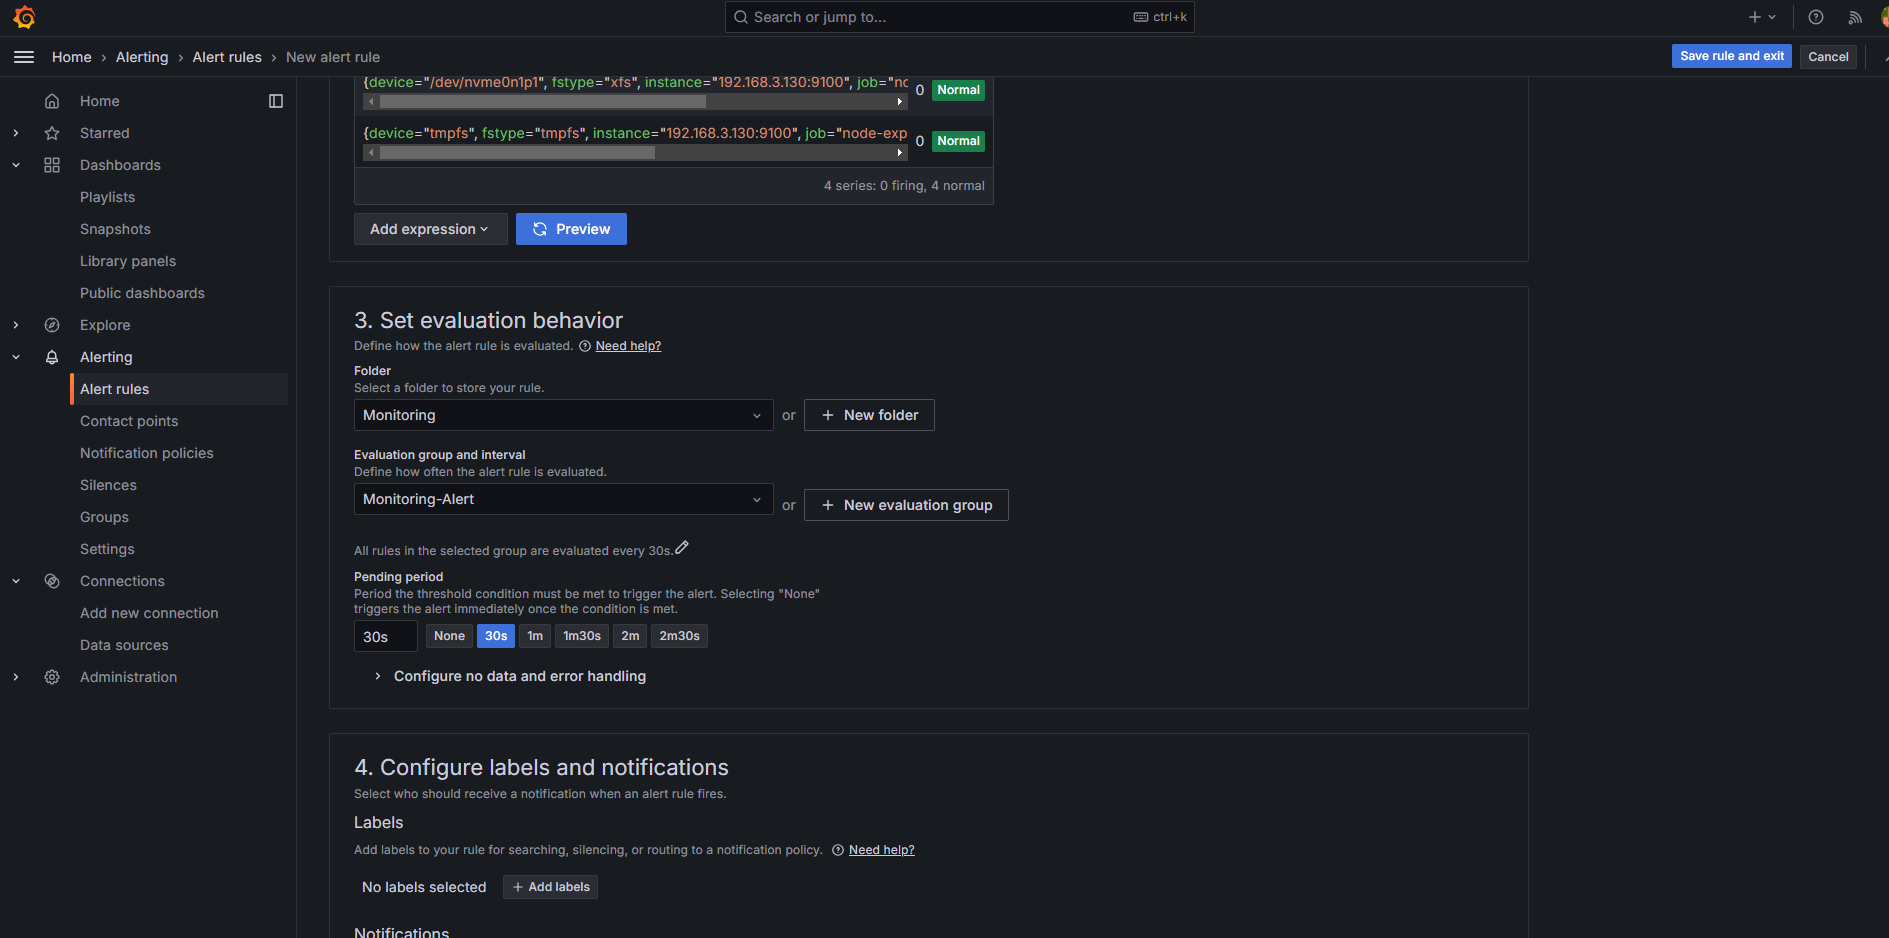 Search or jump to...
ctrl+k
Home › Alerting › Alert rules › New alert rule
Save rule and exit
Cancel
Home
Starred
Dashboards
Playlists
Snapshots
Library panels
Public dashboards
Explore
Alerting
Alert rules
Contact points
Notification policies
Silences
Groups
Settings
Connections
Add new connection
Data sources
Administration
{device="/dev/nvme0n1p1", fstype="xfs", instance="192.168.3.130:9100", job="nc
0 Normal
{device="tmpfs", fstype="tmpfs", instance="192.168.3.130:9100", job="node-exp
0 Normal
4 series: 0 firing, 4 normal
Add expression
Preview
3. Set evaluation behavior
Define how the alert rule is evaluated. Need help?
Folder
Select a folder to store your rule.
Monitoring or + New folder
Evaluation group and interval
Define how often the alert rule is evaluated.
Monitoring-Alert or + New evaluation group
All rules in the selected group are evaluated every 30s.
Pending period
Period the threshold condition must be met to trigger the alert. Selecting "None"
triggers the alert immediately once the condition is met.
30s None 30s 1m 1m30s 2m 2m30s
Configure no data and error handling
4. Configure labels and notifications
Select who should receive a notification when an alert rule fires.
Labels
Add labels to your rule for searching, silencing, or routing to a notification policy. Need help?
No labels selected + Add labels
Notifications